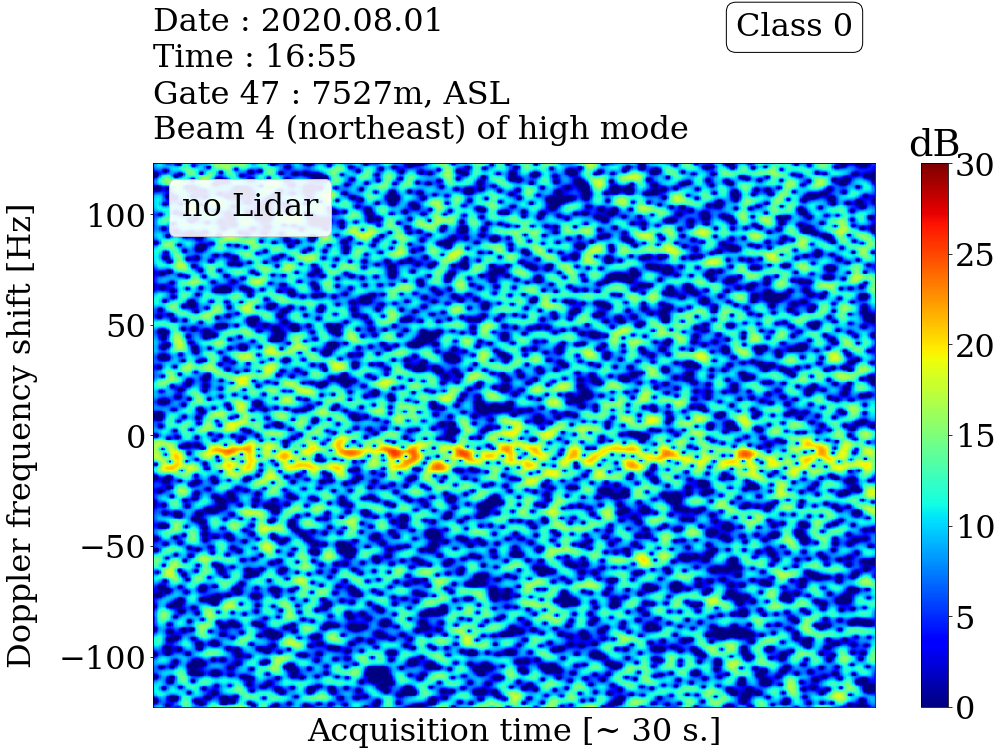 Date : 2020.08.01
Time : 16:55
Gate 47 : 7527m, ASL
Beam 4 (northeast) of high mode
Class 0
dB
no Lidar
30
25
20
15
10
5
0
100
50
0
−50
−100
Doppler frequency shift [Hz]
Acquisition time [~ 30 s.]